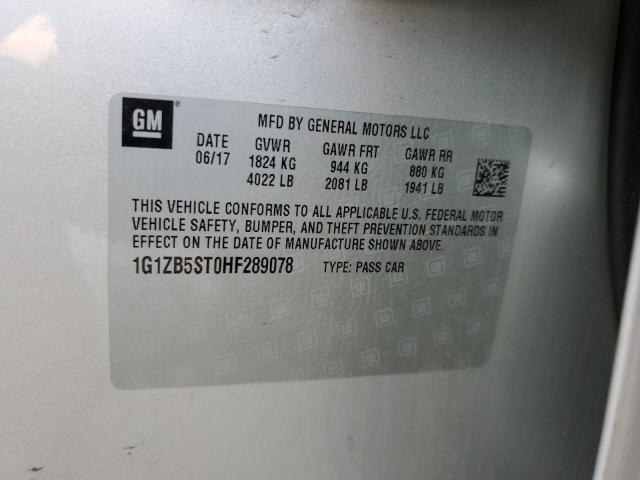 GM
MFD BY GENERAL MOTORS LLC
DATE GVWR GAWR FRT GAWR RR
06/17 1824 KG 944 KG 880 KG
4022 LB 2081 LB 1941 LB
THIS VEHICLE CONFORMS TO ALL APPLICABLE U.S. FEDERAL MOTOR
VEHICLE SAFETY, BUMPER, AND THEFT PREVENTION STANDARDS IN
EFFECT ON THE DATE OF MANUFACTURE SHOWN ABOVE.
1G1ZB5ST0HF289078 TYPE: PASS CAR